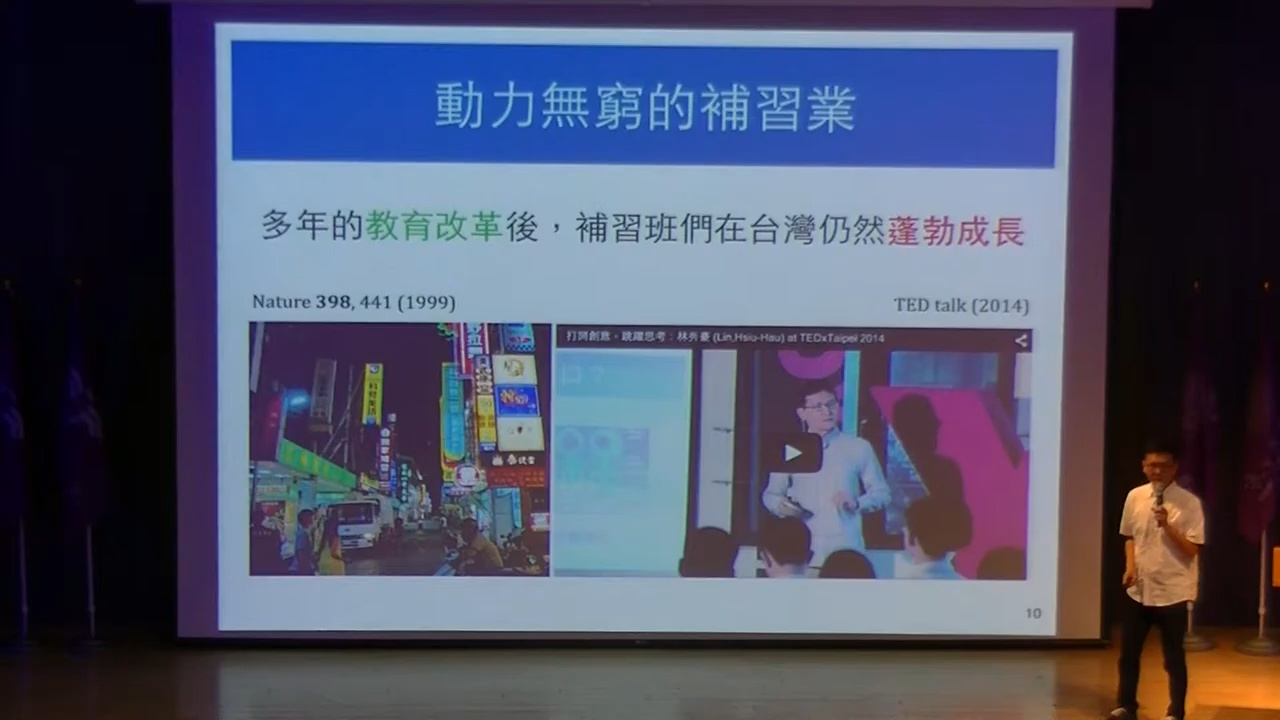 動力無窮的補習業
多年的教育改革後，補習班們在台灣仍然蓬勃成長
Nature 398, 441 (1999)
TED talk (2014)
打開創意，跳躍思考：林秀豪 (Lin,Hsiu-Hau) at TEDxTaipei 2014
10